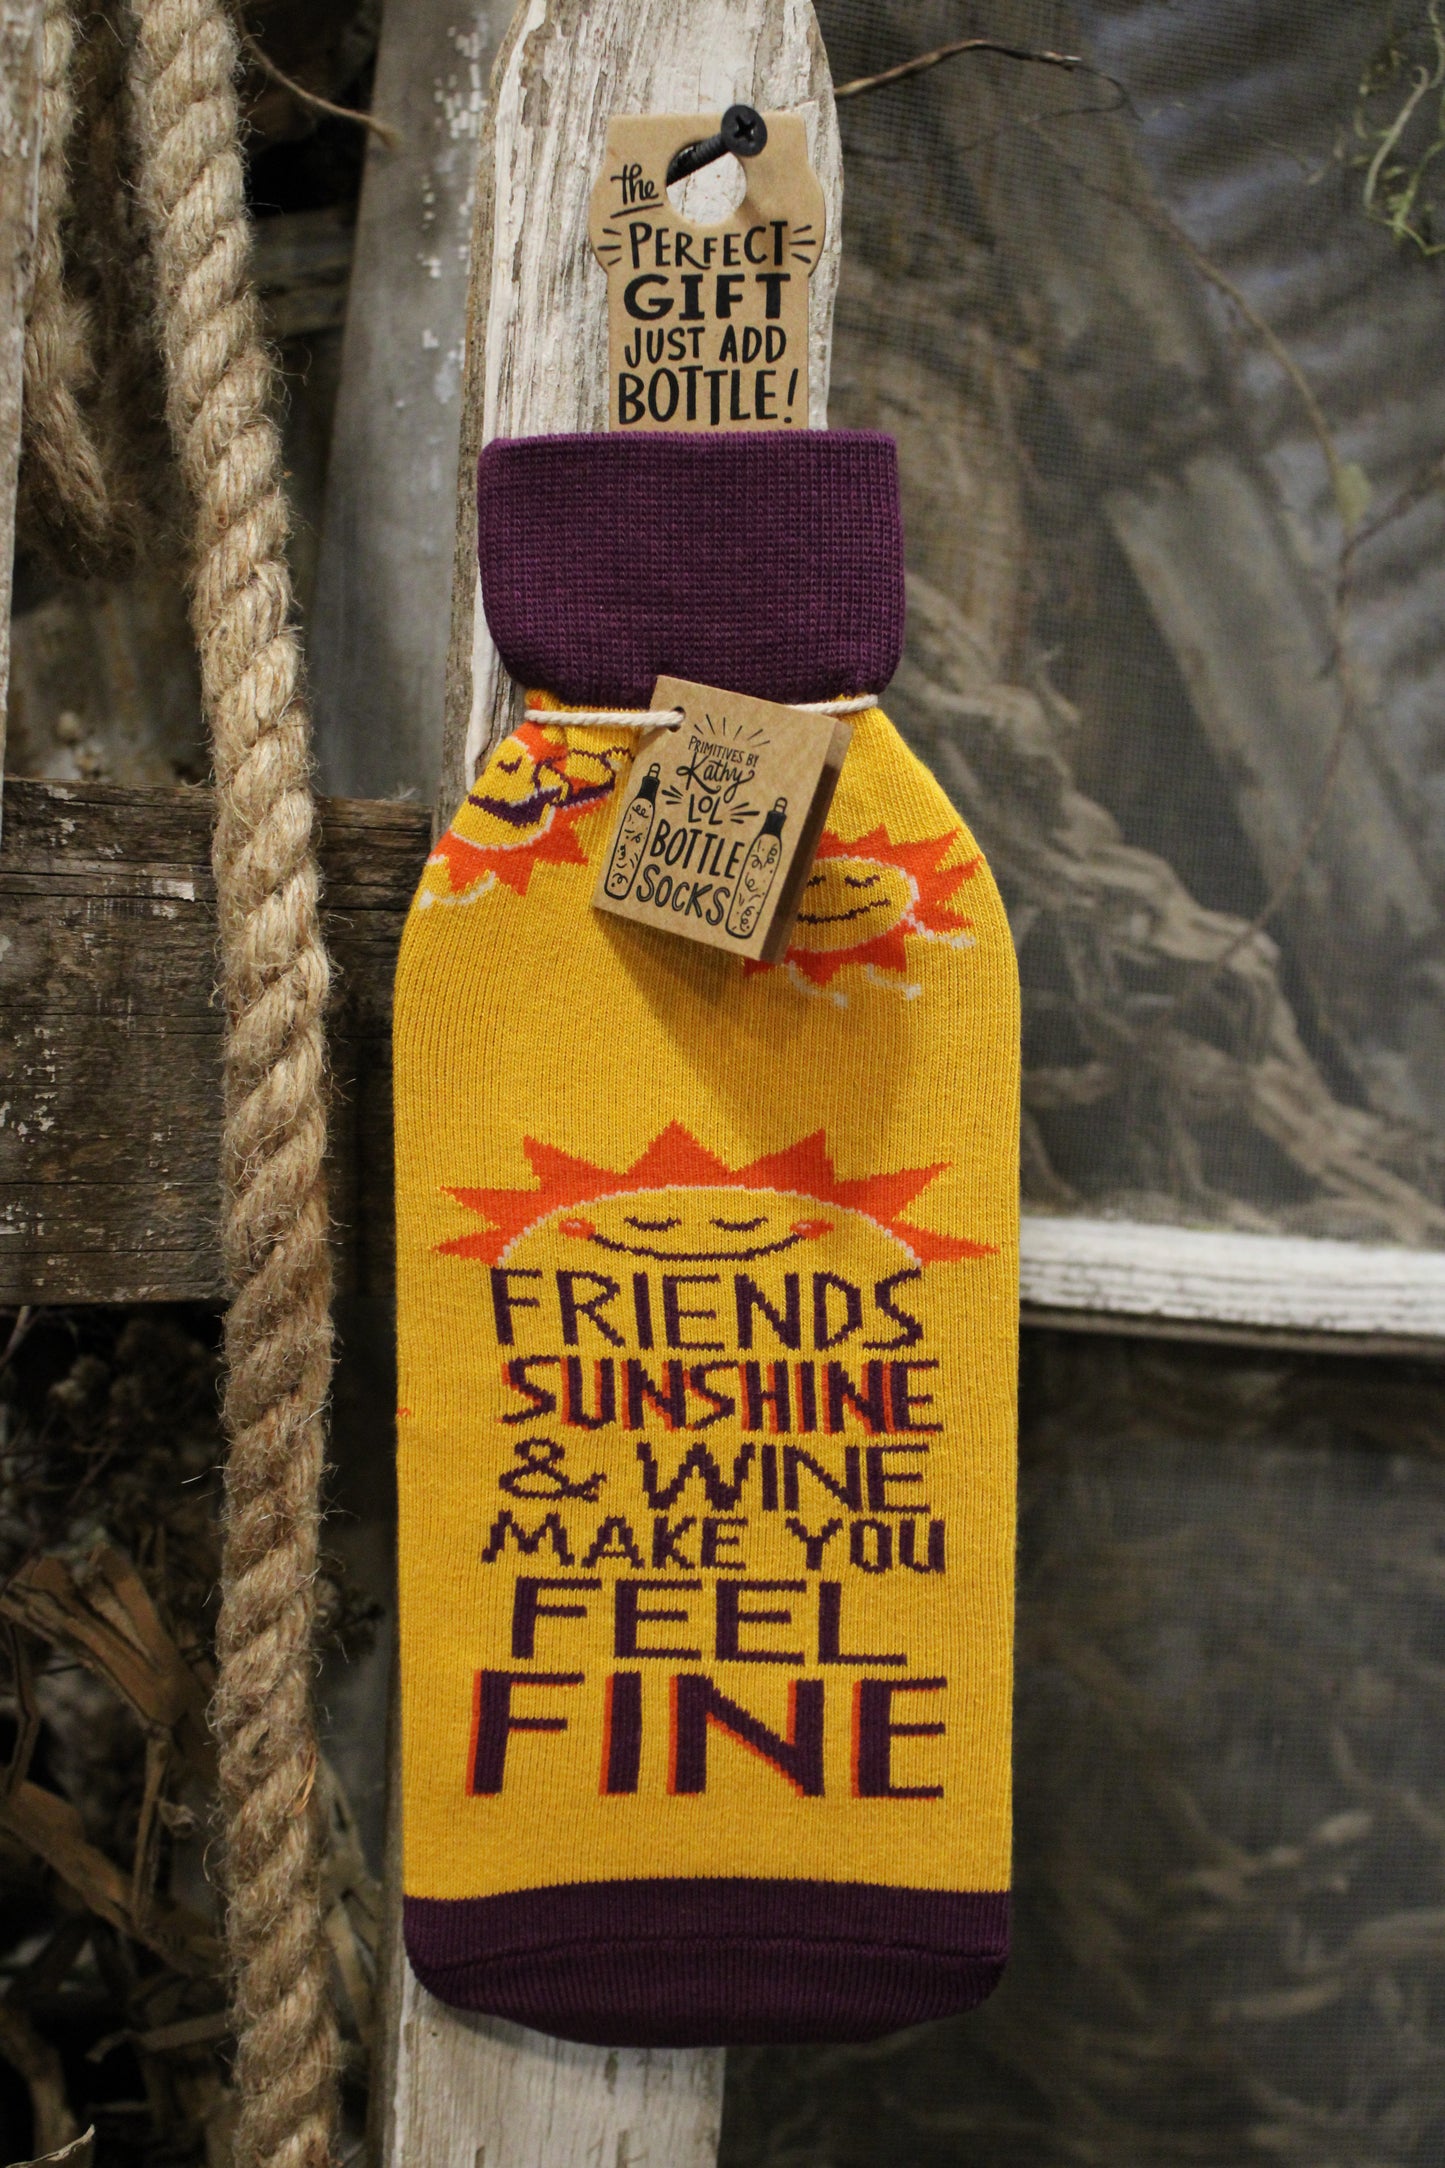 the
PERFECT
GIFT
JUST ADD
BOTTLE!
PRIMITIVES BY
Kathy
LOL
BOTTLE
SOCKS
FRIENDS
SUNSHINE
& WINE
MAKE YOU
FEEL
FINE